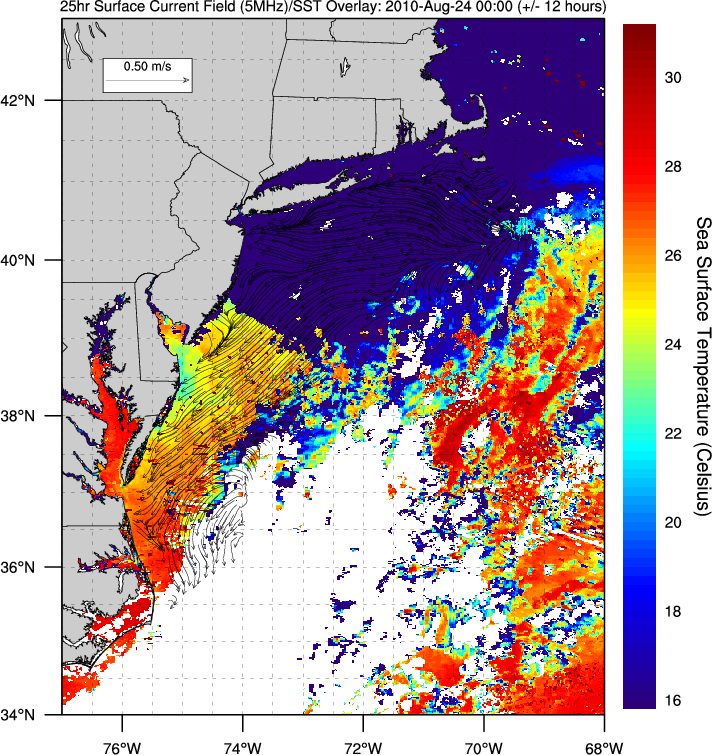 25hr Surface Current Field (5MHz)/SST Overlay: 2010-Aug-24 00:00 (+/- 12 hours)
0.50 m/s
42°N
40°N
38°N
36°N
34°N
76°W
74°W
72°W
70°W
68°W
30
28
26
24
22
20
18
16
Sea Surface Temperature (Celsius)